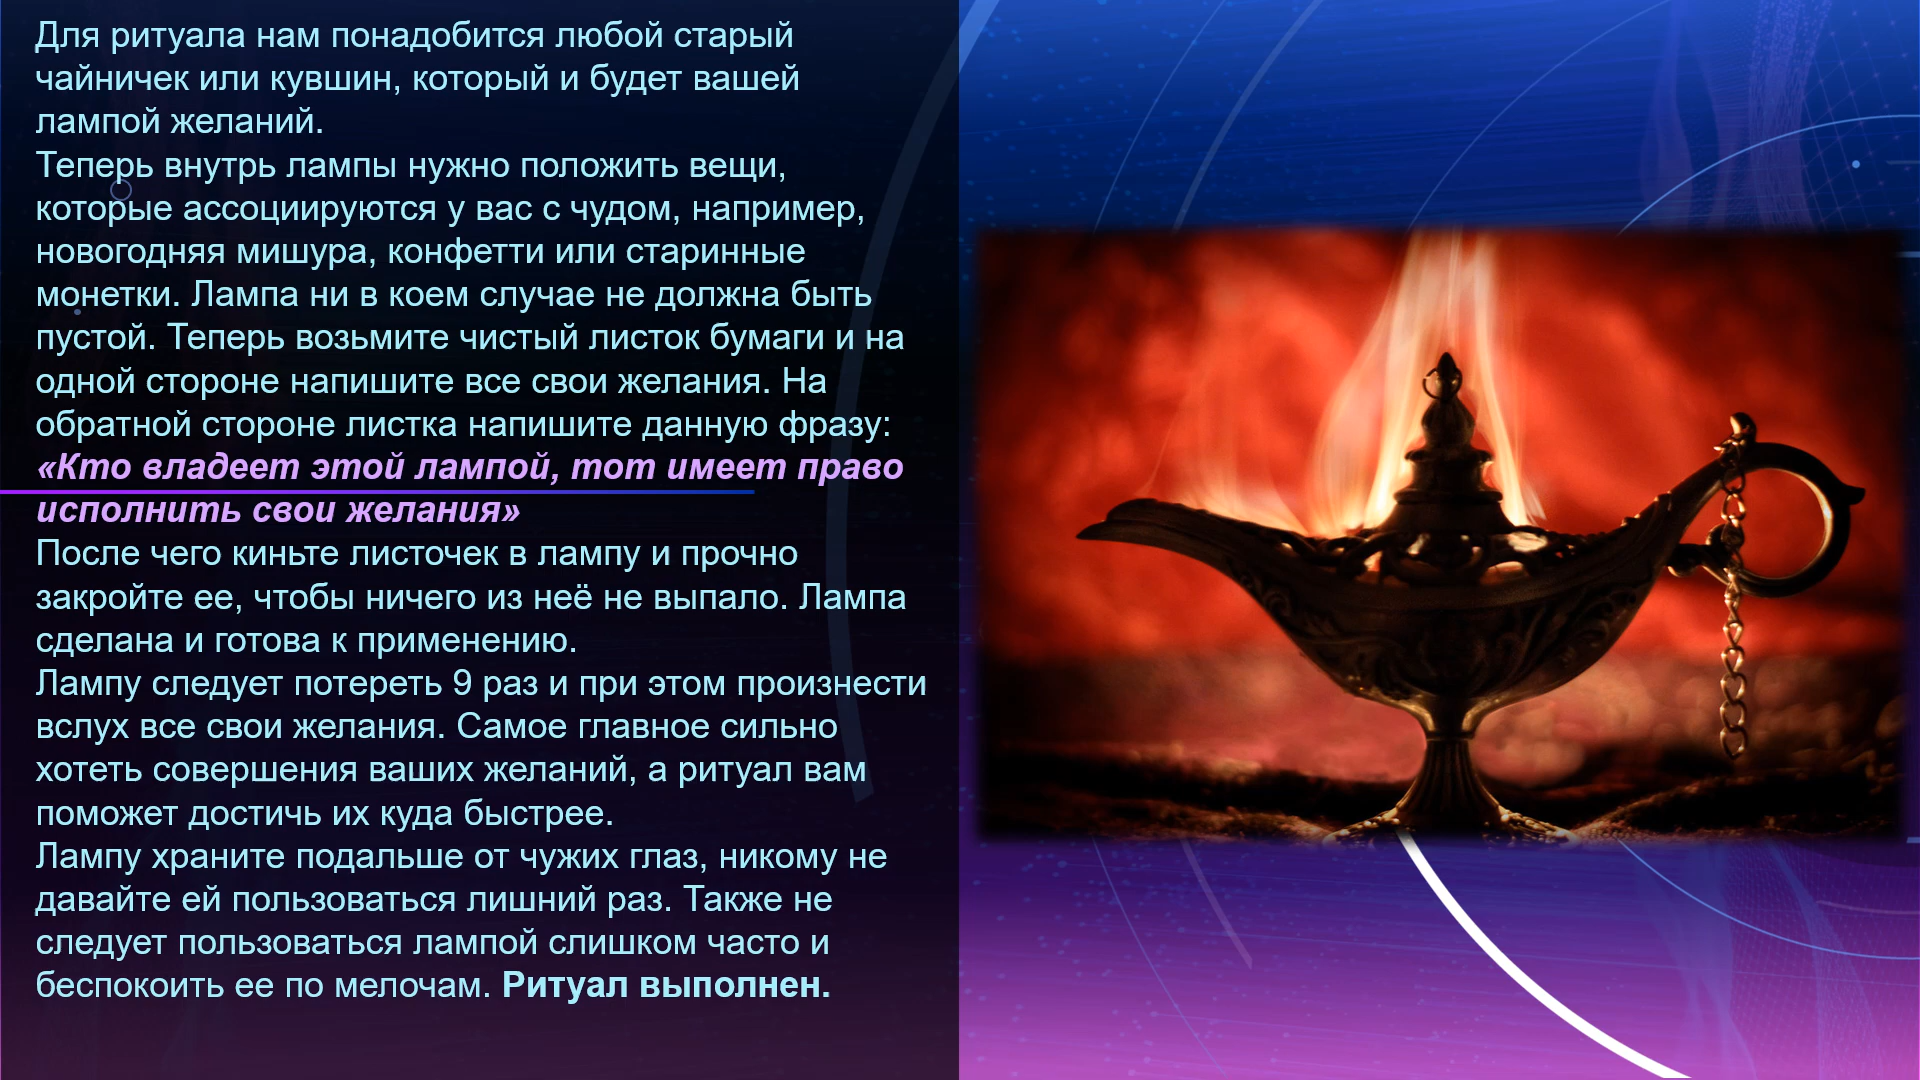 Для ритуала нам понадобится любой старый
чайничек или кувшин, который и будет вашей
лампой желаний.
Теперь внутрь лампы нужно положить вещи,
которые ассоциируются у вас с чудом, например,
новогодняя мишура, конфетти или старинные
монетки. Лампа ни в коем случае не должна быть
пустой. Теперь возьмите чистый листок бумаги и на
одной стороне напишите все свои желания. На
обратной стороне листка напишите данную фразу:
«Кто владеет этой лампой, тот имеет право
исполнить свои желания»
После чего киньте листочек в лампу и прочно
закройте ее, чтобы ничего из неё не выпало. Лампа
сделана и готова к применению.
Лампу следует потереть 9 раз и при этом произнести
вслух все свои желания. Самое главное сильно
хотеть совершения ваших желаний, а ритуал вам
поможет достичь их куда быстрее.
Лампу храните подальше от чужих глаз, никому не
давайте ей пользоваться лишний раз. Также не
следует пользоваться лампой слишком часто и
беспокоить ее по мелочам. Ритуал выполнен.